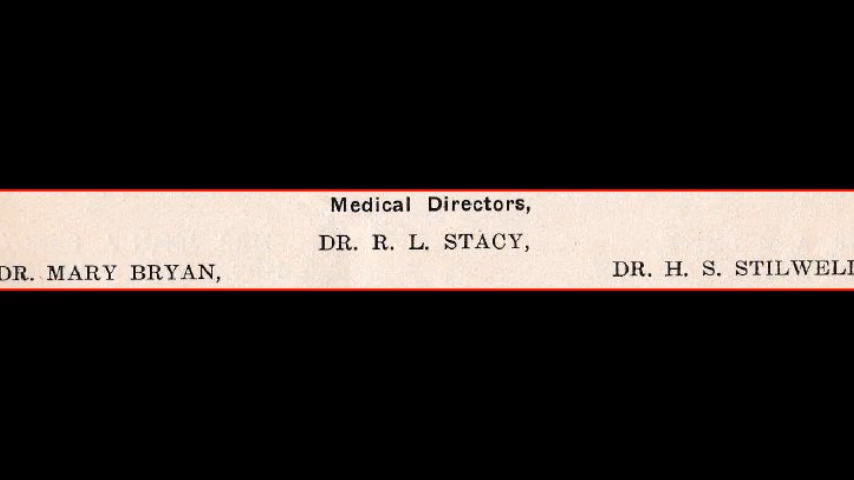 Medical Directors,
DR. R. L. STACY,
DR. MARY BRYAN, DR. H. S. STILWELL